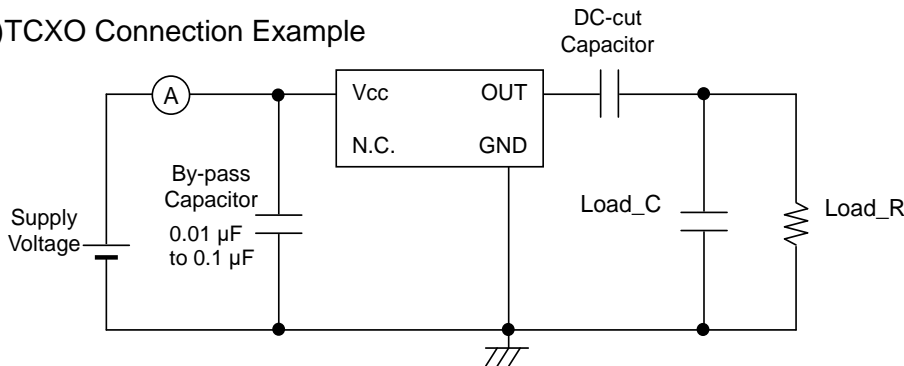 )TCXO Connection Example
DC-cut
Capacitor
A
Vcc
OUT
N.C.
GND
By-pass
Capacitor
0.01 µF
to 0.1 µF
Supply
Voltage
Load_C
Load_R